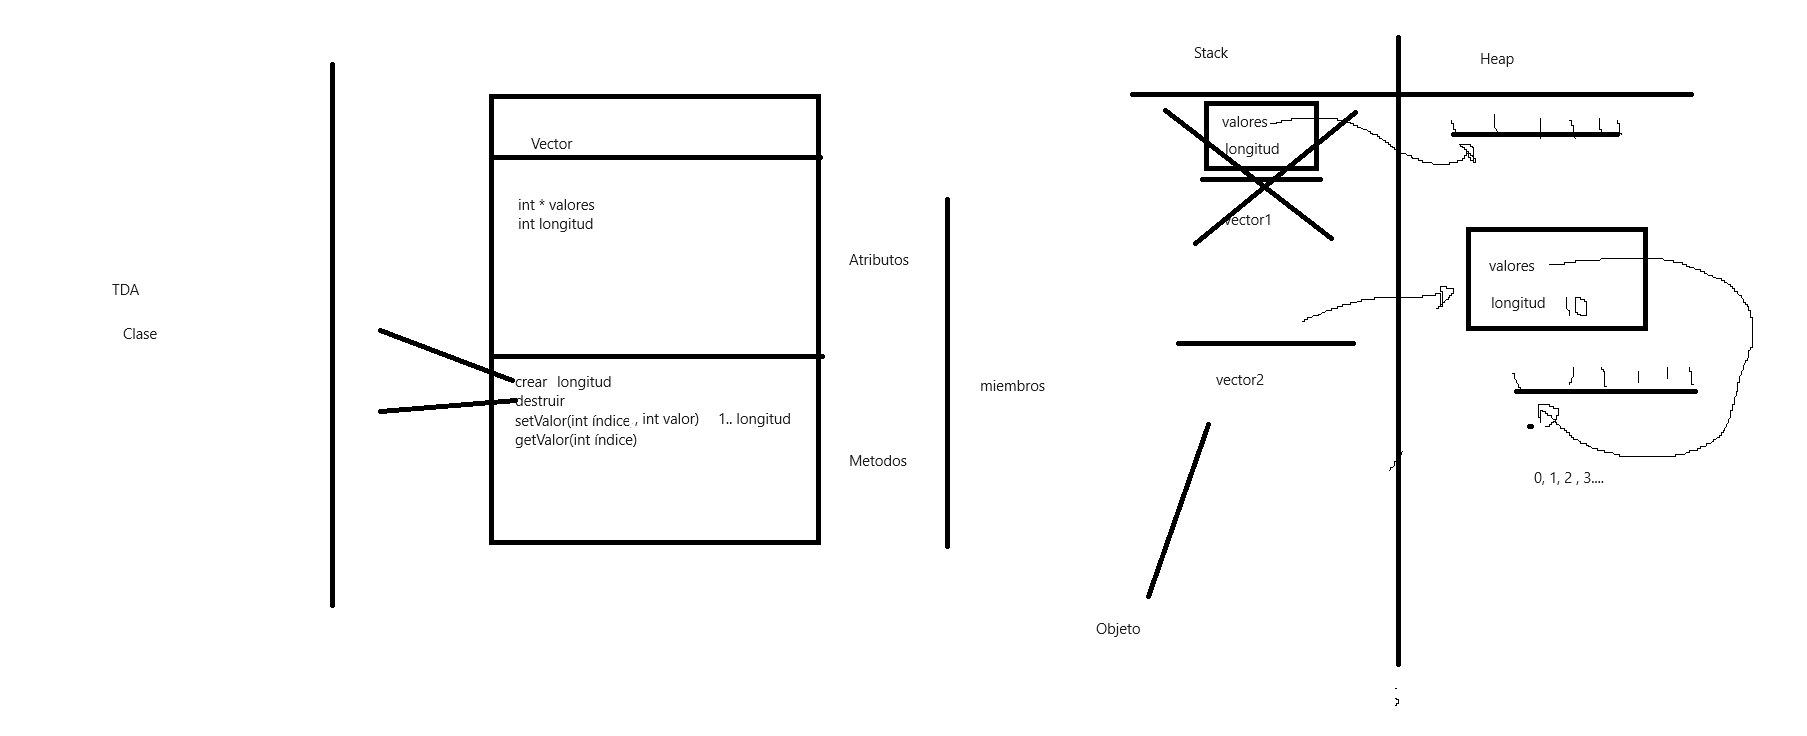 TDA
Clase
Vector
int * valores
int longitud
Atributos
crear longitud
destruir
setValor(int índice , int valor) 1.. longitud
getValor(int índice)
Metodos
miembros
Stack
Heap
valores
longitud
vector1
valores
longitud 10
vector2
0, 1, 2 , 3....
Objeto